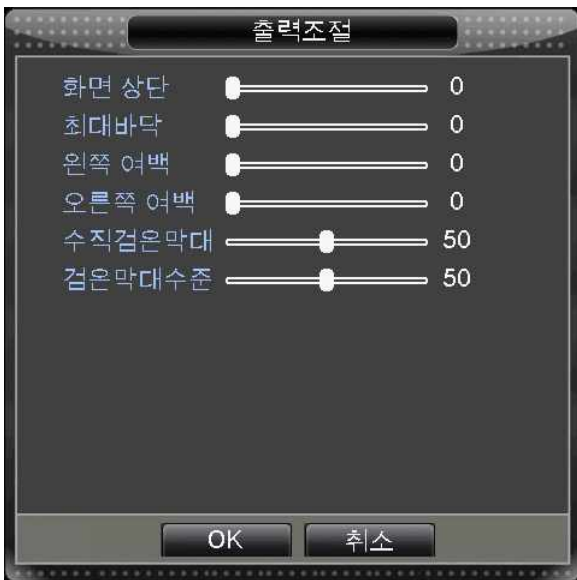 출력조절
화면 상단 0
최대바닥 0
왼쪽 여백 0
오른쪽 여백 0
수직검은막대 50
검은막대수준 50
OK 취소